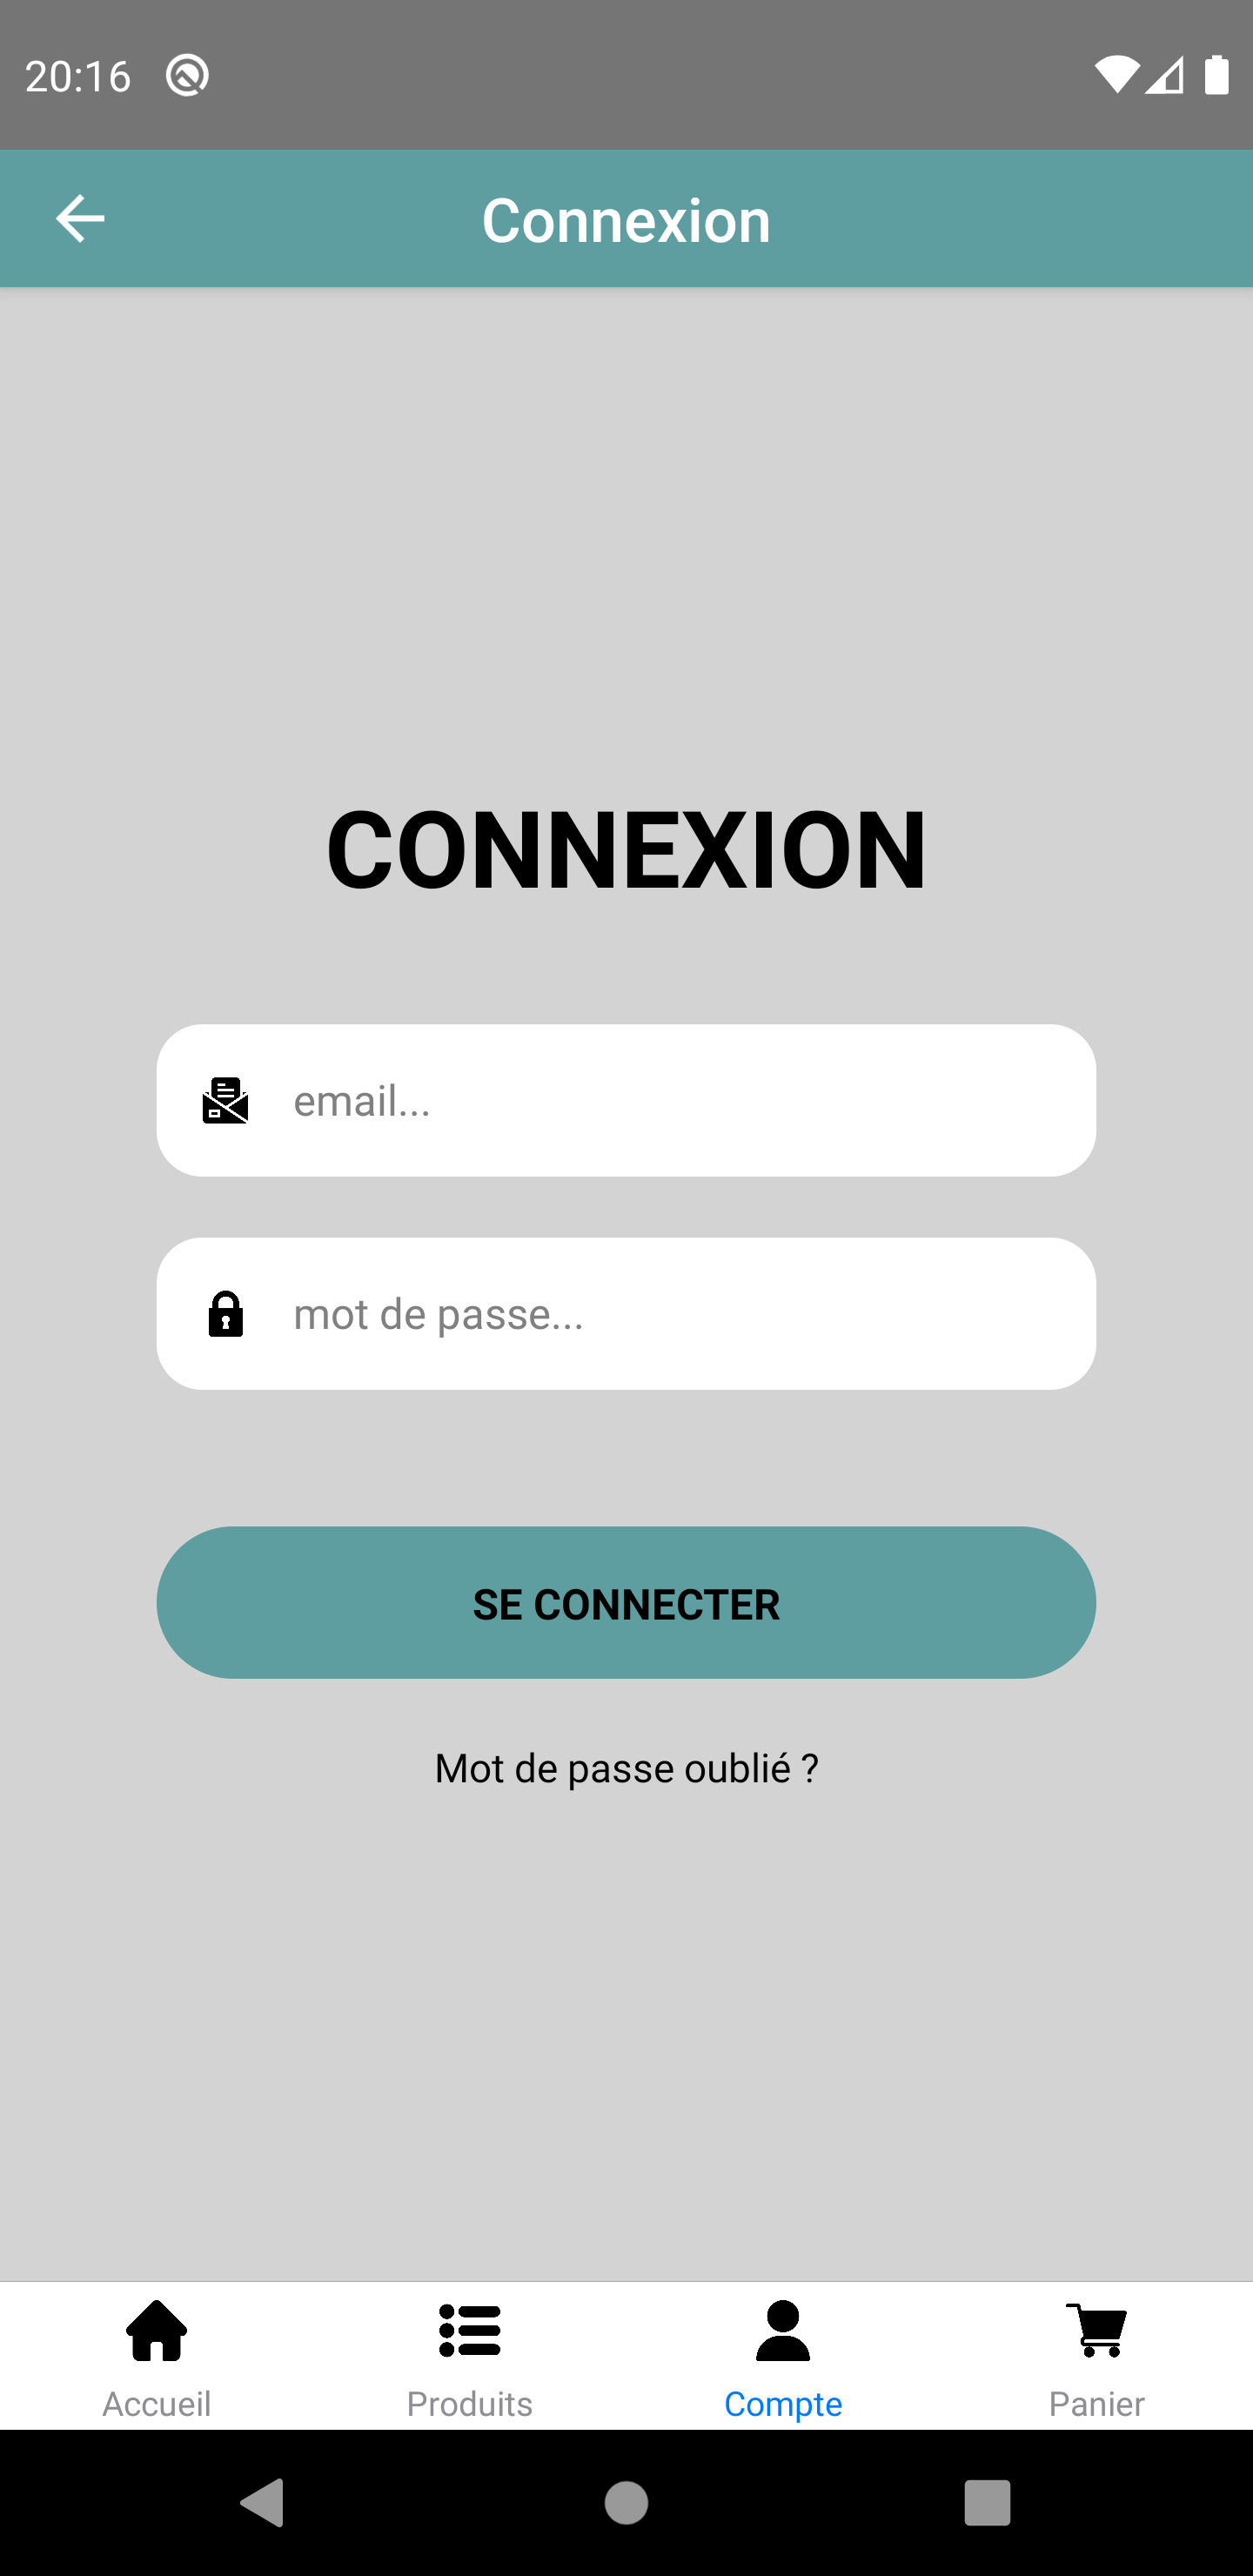 20:16
Connexion
CONNEXION
email...
mot de passe...
SE CONNECTER
Mot de passe oublié ?
Accueil Produits Compte Panier